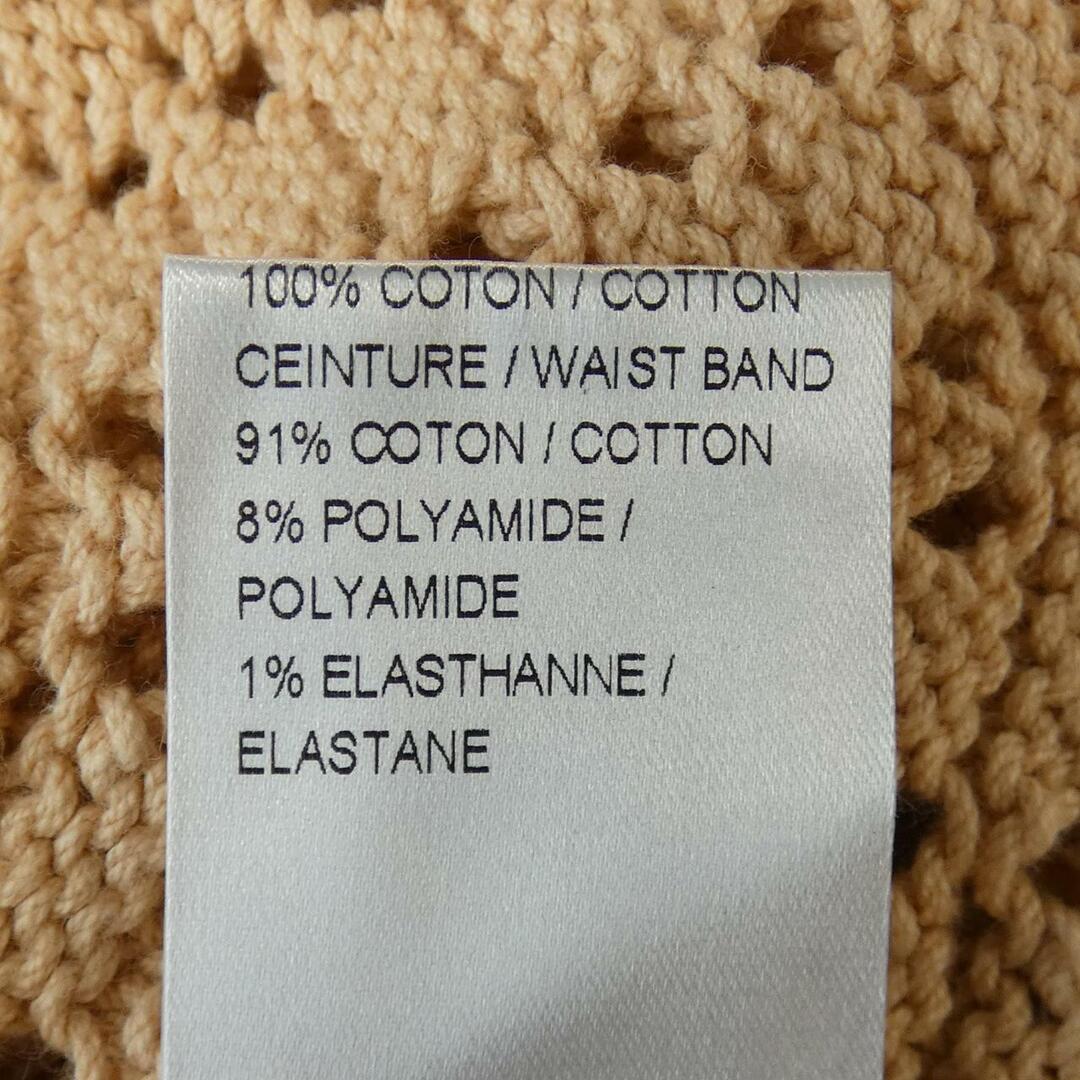 100% COTON / COTTON
CEINTURE / WAIST BAND
91% COTON / COTTON
8% POLYAMIDE /
POLYAMIDE
1% ELASTHANNE /
ELASTANE